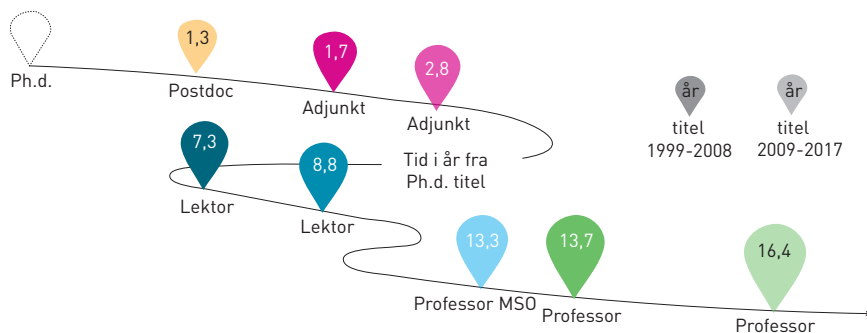 Ph.d.
1,3
Postdoc
1,7
Adjunkt
2,8
Adjunkt
år
titel
1999-2008
år
titel
2009-2017
Tid i år fra
Ph.d. titel
7,3
Lektor
8,8
Lektor
13,3
Professor MSO
13,7
Professor
16,4
Professor